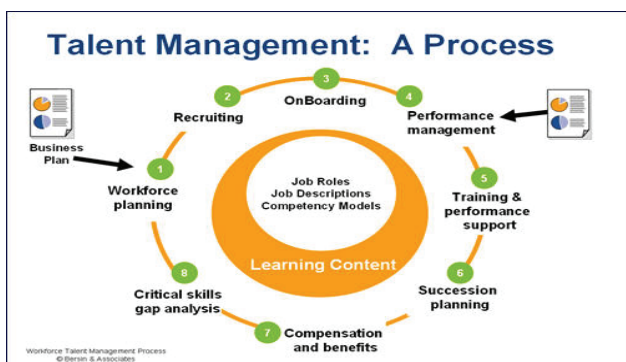 Talent Management: A Process
3
OnBoarding
2
Recruiting
4
Performance
management
Business
Plan
1
Workforce
planning
Job Roles
Job Descriptions
Competency Models
5
Training &
performance
support
Learning Content
8
Critical skills
gap analysis
6
Succession
planning
7
Compensation
and benefits
Workforce Talent Management Process
© Bersin & Associates